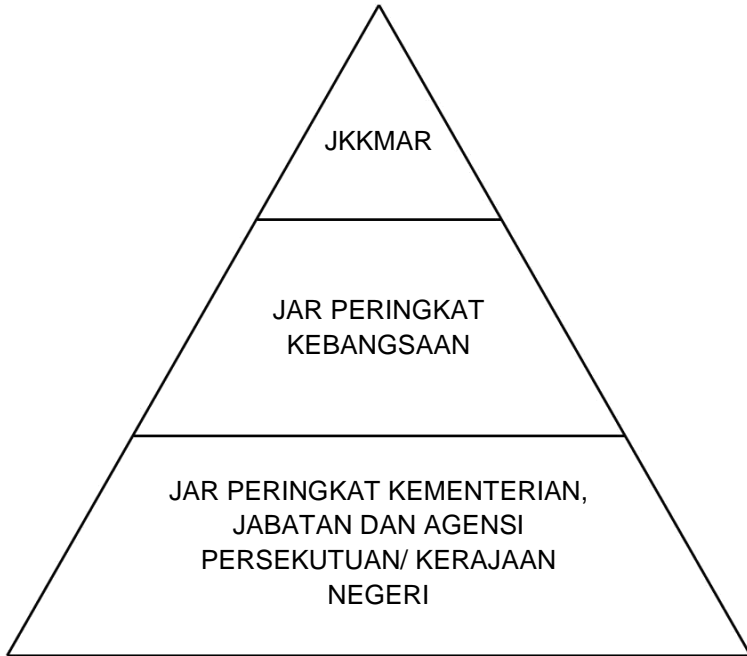 JKKMAR
JAR PERINGKAT
KEBANGSAAN
JAR PERINGKAT KEMENTERIAN,
JABATAN DAN AGENSI
PERSEKUTUAN/ KERAJAAN
NEGERI